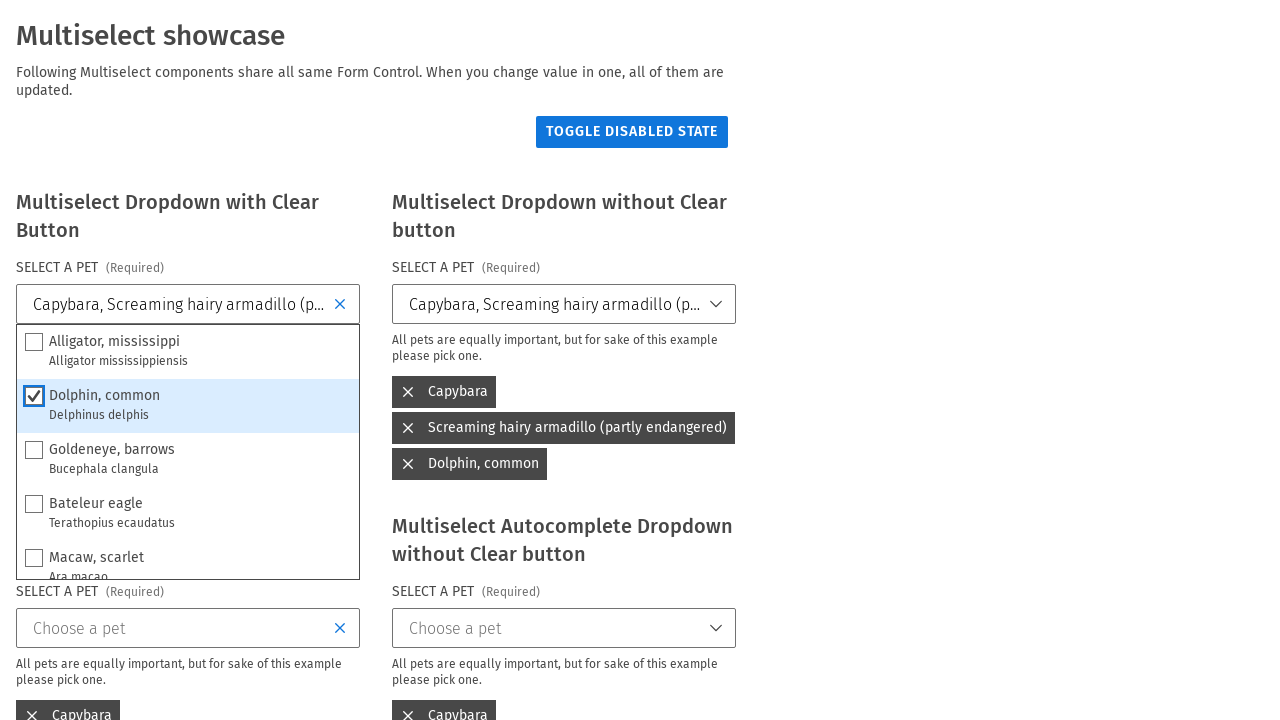 Multiselect showcase
Following Multiselect components share all same Form Control. When you change value in one, all of them are
updated.
TOGGLE DISABLED STATE
Multiselect Dropdown with Clear
Button
SELECT A PET (Required)
Capybara, Screaming hairy armadillo (p...
Alligator, mississippi
Alligator mississippiensis
Dolphin, common
Delphinus delphis
Goldeneye, barrows
Bucephala clangula
Bateleur eagle
Terathopius ecaudatus
Macaw, scarlet
Ara macao
Multiselect Dropdown without Clear
button
SELECT A PET (Required)
Capybara, Screaming hairy armadillo (p...
All pets are equally important, but for sake of this example
please pick one.
Capybara
Screaming hairy armadillo (partly endangered)
Dolphin, common
SELECT A PET (Required)
Choose a pet
All pets are equally important, but for sake of this example
please pick one.
Capybara
Multiselect Autocomplete Dropdown
without Clear button
SELECT A PET (Required)
Choose a pet
All pets are equally important, but for sake of this example
please pick one.
Capybara